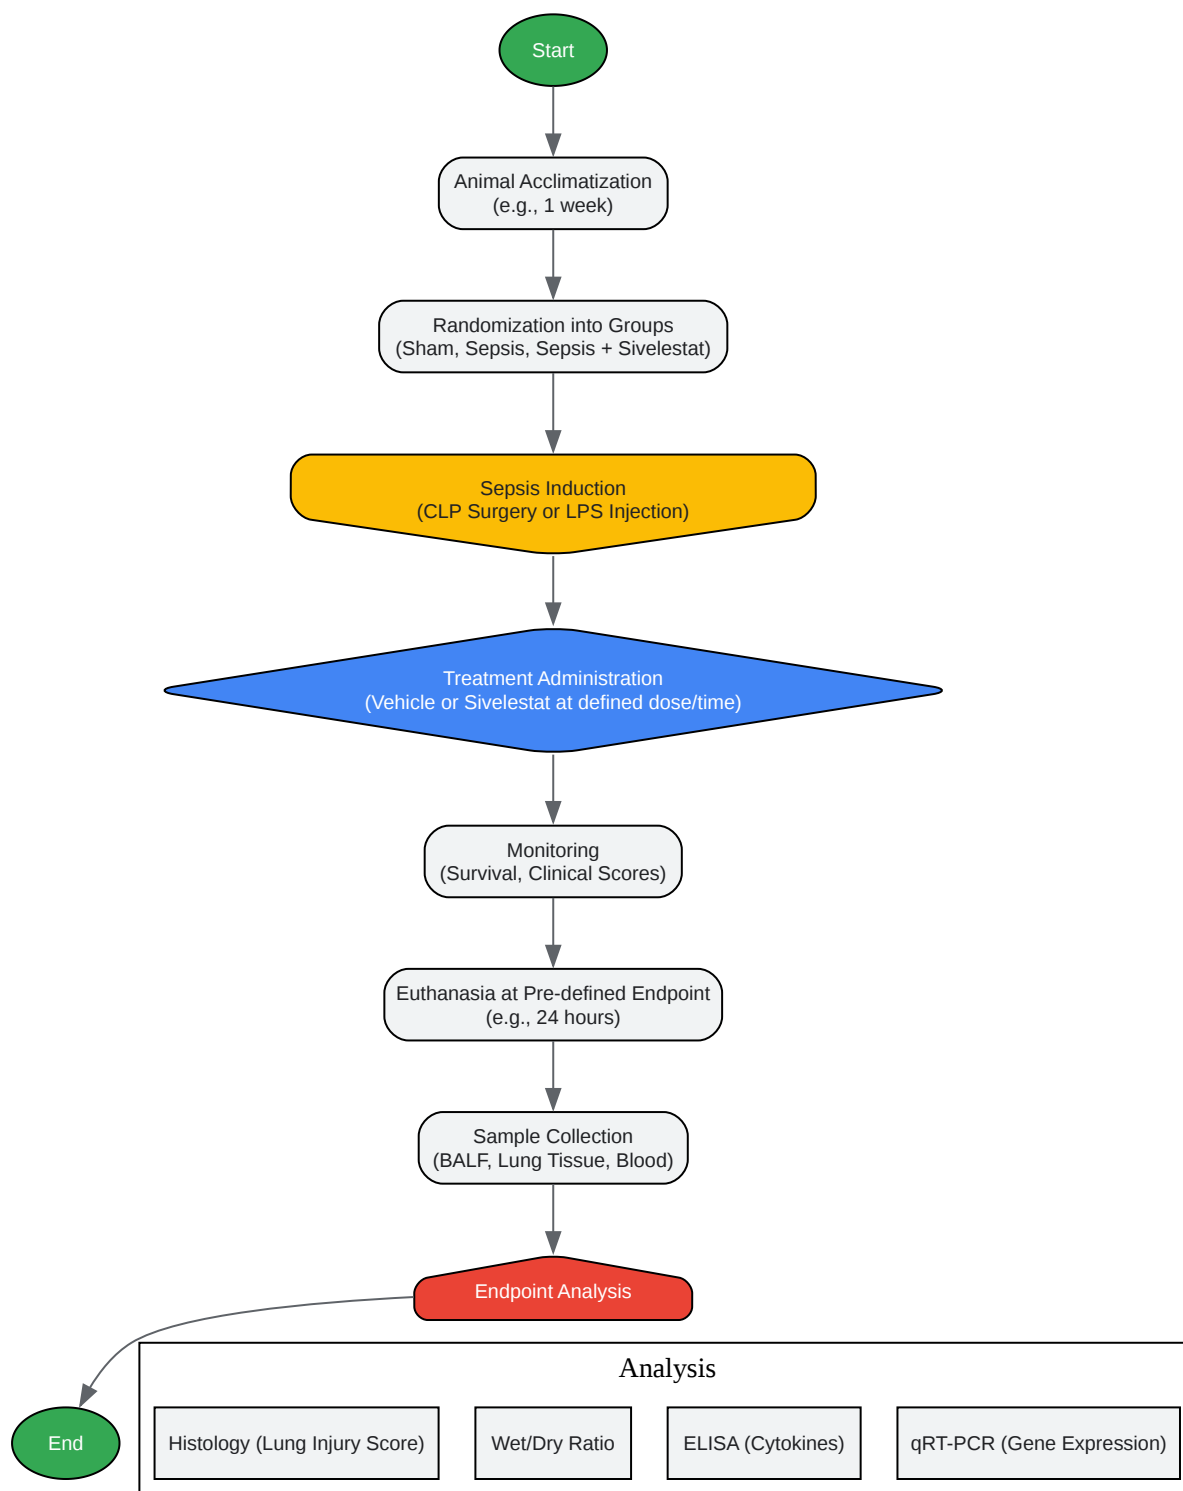 Start
Animal Acclimatization
(e.g., 1 week)
Randomization into Groups
(Sham, Sepsis, Sepsis + Sivelestat)
Sepsis Induction
(CLP Surgery or LPS Injection)
Treatment Administration
(Vehicle or Sivelestat at defined dose/time)
Monitoring
(Survival, Clinical Scores)
Euthanasia at Pre-defined Endpoint
(e.g., 24 hours)
Sample Collection
(BALF, Lung Tissue, Blood)
Endpoint Analysis
Analysis
End
Histology (Lung Injury Score)
Wet/Dry Ratio
ELISA (Cytokines)
qRT-PCR (Gene Expression)